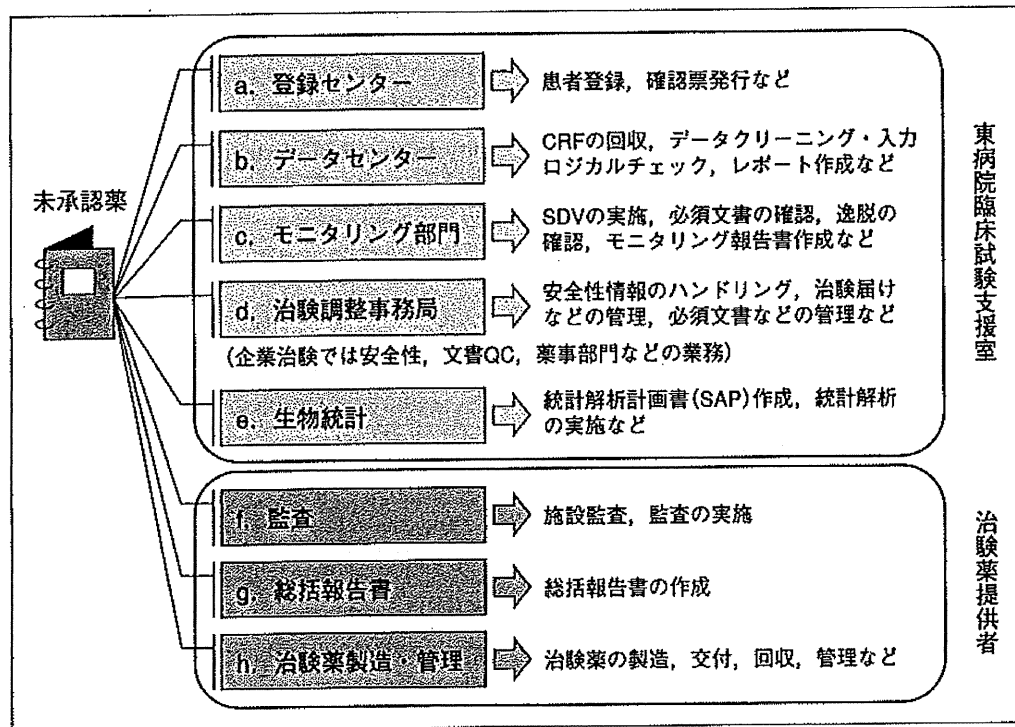 未承認薬
a. 登録センター
患者登録，確認票発行など
b. データセンター
CRFの回収，データクリーニング・入力
ロジカルチェック，レポート作成など
c. モニタリング部門
SDVの実施，必須文書の確認，逸脱の
確認，モニタリング報告書作成など
d. 治験調整事務局
安全性情報のハンドリング，治験届け
などの管理，必須文書などの管理など
(企業治験では安全性，文書QC，薬事部門などの業務)
e. 生物統計
統計解析計画書(SAP)作成，統計解析
の実施など
東病院臨床試験支援室
f. 監査
施設監査，監査の実施
g. 総括報告書
総括報告書の作成
h. 治験薬製造・管理
治験薬の製造，交付，回収，管理など
治験薬提供者